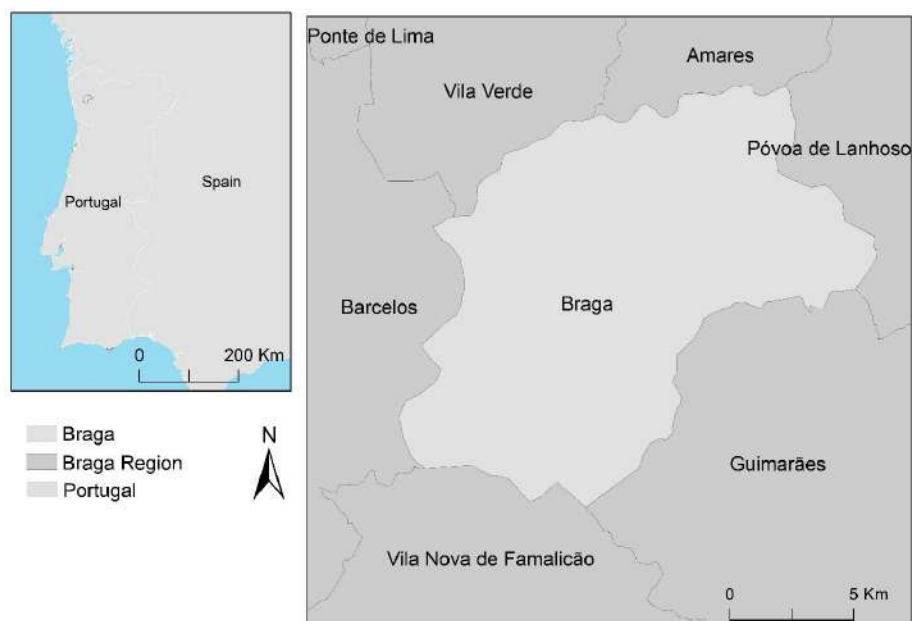 Spain
Portugal
0 200 Km
Braga
Braga Region
Portugal
N
Ponte de Lima
Amares
Vila Verde
Póvoa de Lanhoso
Barcelos
Braga
Guimarães
Vila Nova de Famalicão
0 5 Km